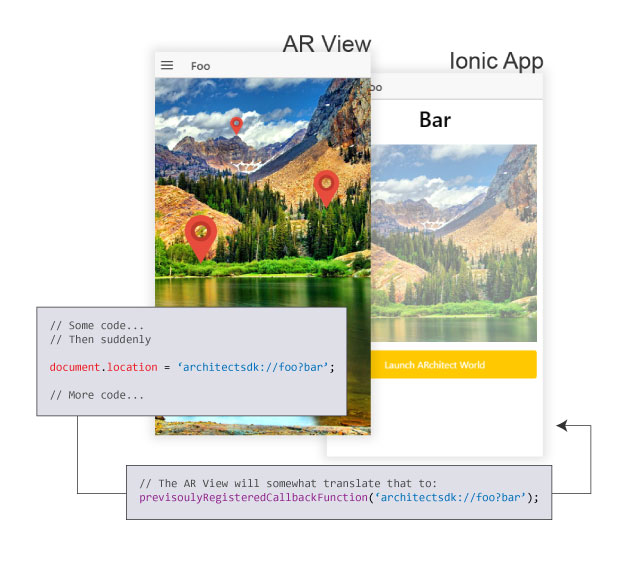 AR View
Ionic App
Foo
oo
Bar
Launch ARchitect World
// Some code...
// Then suddenly
document.location = ‘architectsdk://foo?bar’;
// More code...
// The AR View will somewhat translate that to:
previsoulyRegisteredCallbackFunction(‘architectsdk://foo?bar’);